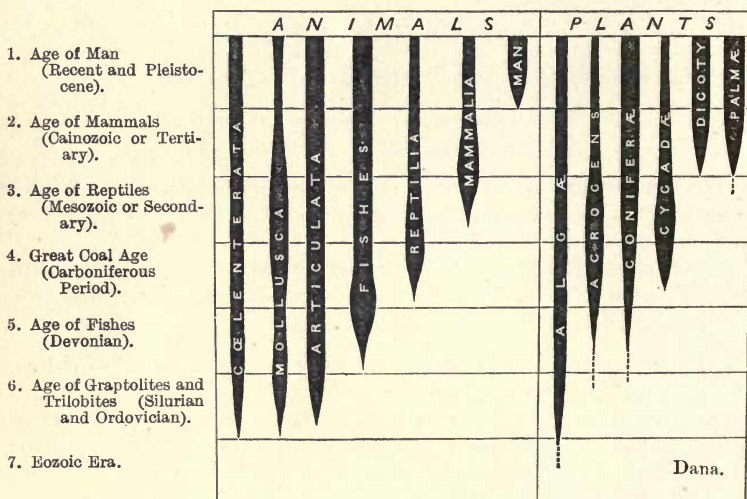 ANIMALS PLANTS
1. Age of Man
(Recent and Pleisto-
cene).
2. Age of Mammals
(Cainozoic or Terti-
ary).
3. Age of Reptiles
(Mesozoic or Second-
ary).
4. Great Coal Age
(Carboniferous
Period).
5. Age of Fishes
(Devonian).
6. Age of Graptolites and
Trilobites (Silurian
and Ordovician).
7. Eozoic Era.
CŒLENTERATA
MOLLUSCA
ARTICULATA
FISHES
REPTILIA
MAMMALIA
MAN
ALGÆ
ACROGENS
CONIFERÆ
CYCADÆ
DICOTY
PALMÆ
Dana.